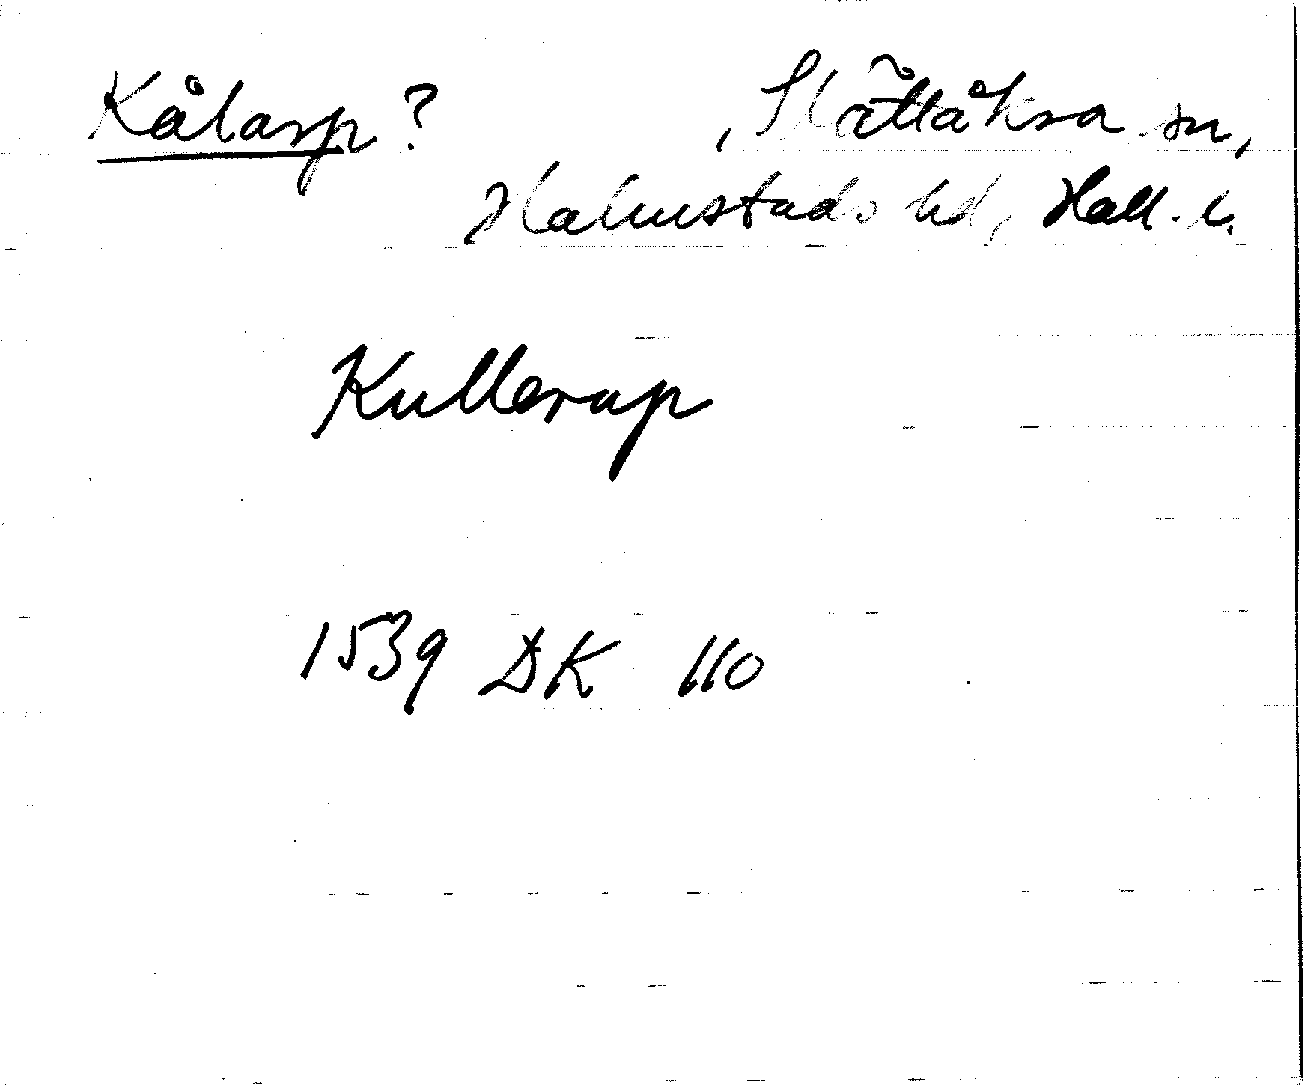 Kålarp? , Slättåkra sn,
Halmstads hd, Hall. l.
Kullerup
1539 DK 110